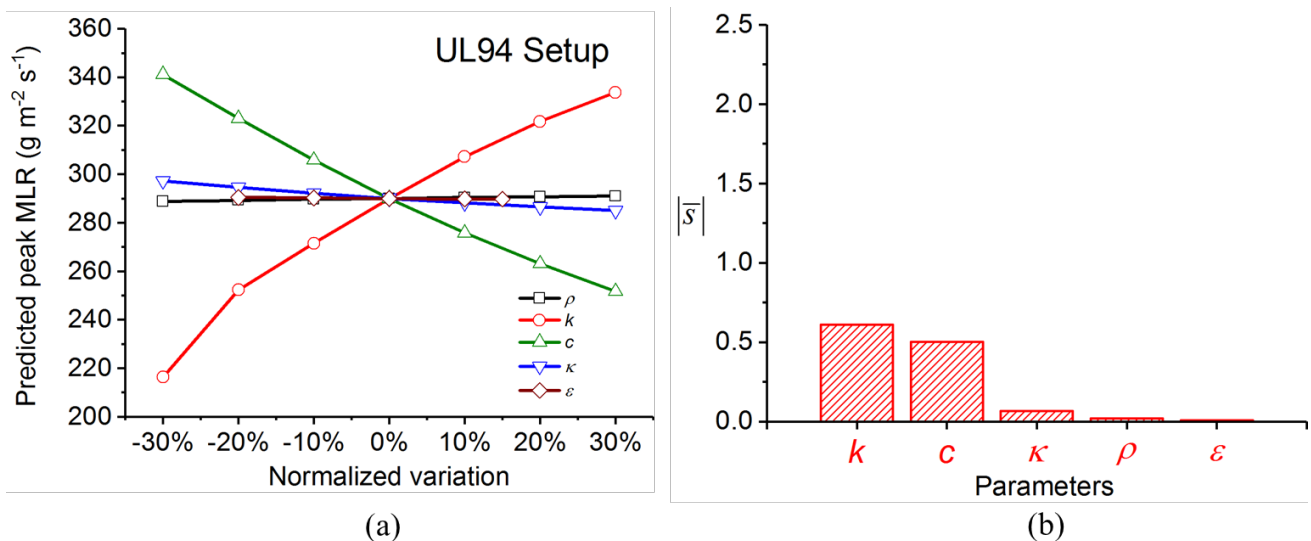 UL94 Setup
Predicted peak MLR (g m⁻² s⁻¹)
360
340
320
300
280
260
240
220
200
ρ
k
c
κ
ε
-30% -20% -10% 0% 10% 20% 30%
Normalized variation
(a)
|s̅|
2.5
2.0
1.5
1.0
0.5
0.0
k c κ ρ ε
Parameters
(b)